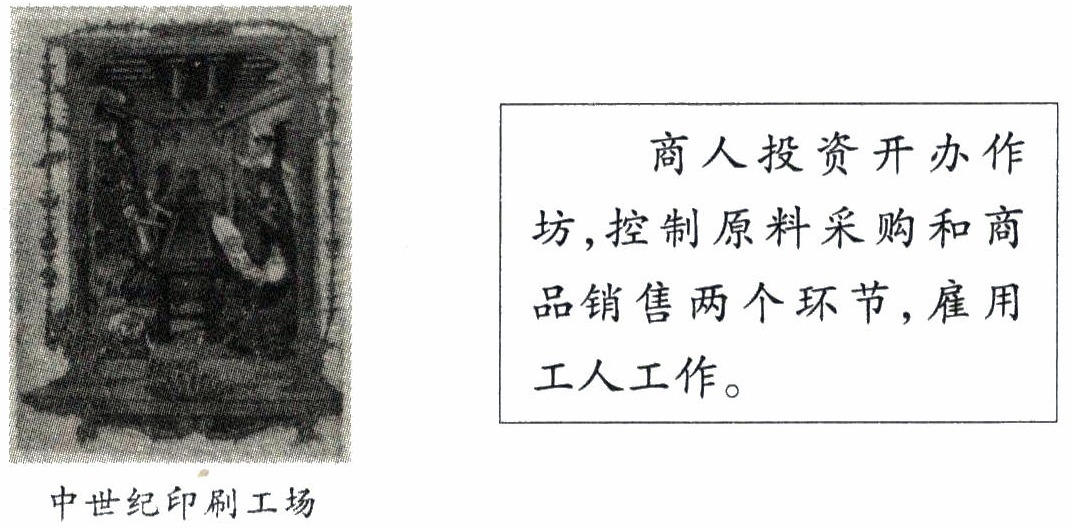 商人投资开办作
坊,控制原料采购和商
品销售两个环节,雇用
工人工作。
中世纪印刷工场